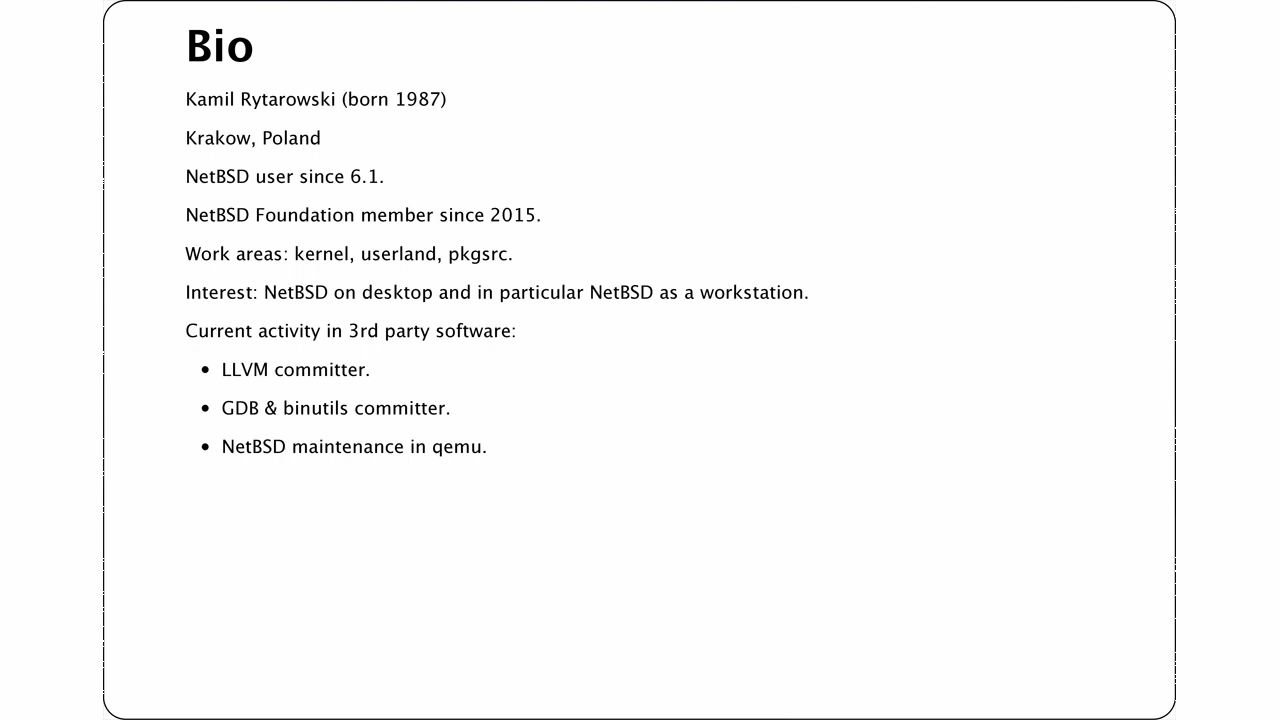 Bio
Kamil Rytarowski (born 1987)
Krakow, Poland
NetBSD user since 6.1.
NetBSD Foundation member since 2015.
Work areas: kernel, userland, pkgsrc.
Interest: NetBSD on desktop and in particular NetBSD as a workstation.
Current activity in 3rd party software:
• LLVM committer.
• GDB & binutils committer.
• NetBSD maintenance in qemu.